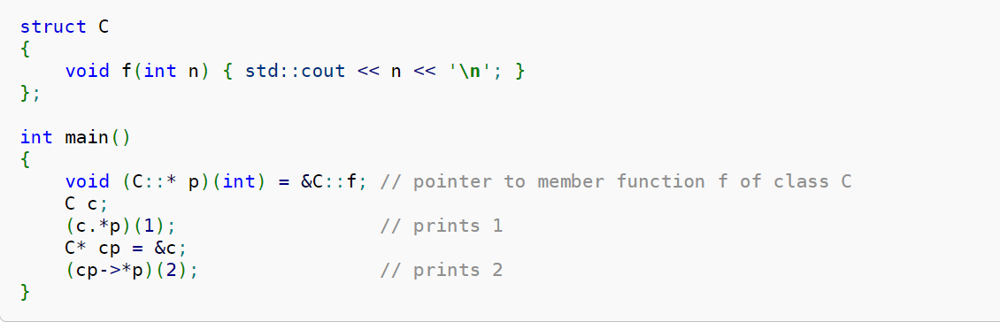 struct C
{
    void f(int n) { std::cout << n << '\n'; }
};

int main()
{
    void (C::* p)(int) = &C::f; // pointer to member function f of class C
    C c;
    (c.*p)(1);                  // prints 1
    C* cp = &c;
    (cp->*p)(2);                // prints 2
}